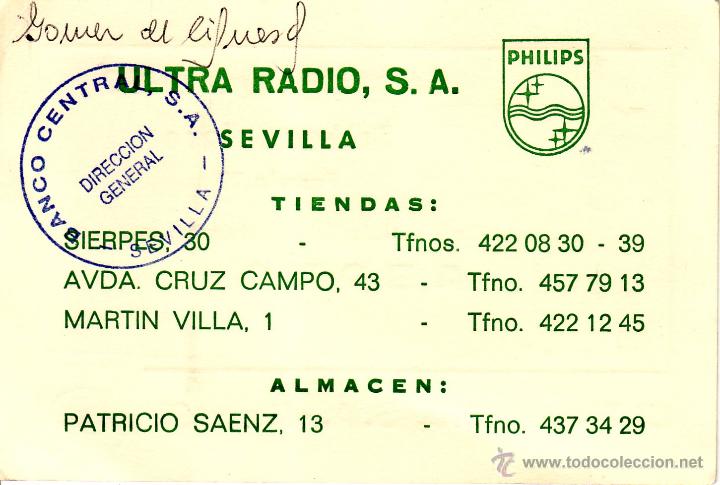 PHILIPS
ULTRA RADIO, S. A.
SEVILLA
BANCO CENTRAL, S.A.
DIRECCION
GENERAL
- SEVILLA -
TIENDAS:
SIERPES, 30 - Tfnos. 422 08 30 - 39
AVDA. CRUZ CAMPO, 43 - Tfno. 457 79 13
MARTIN VILLA, 1 - Tfno. 422 12 45
ALMACEN:
PATRICIO SAENZ, 13 - Tfno. 437 34 29
www.todocoleccion.net